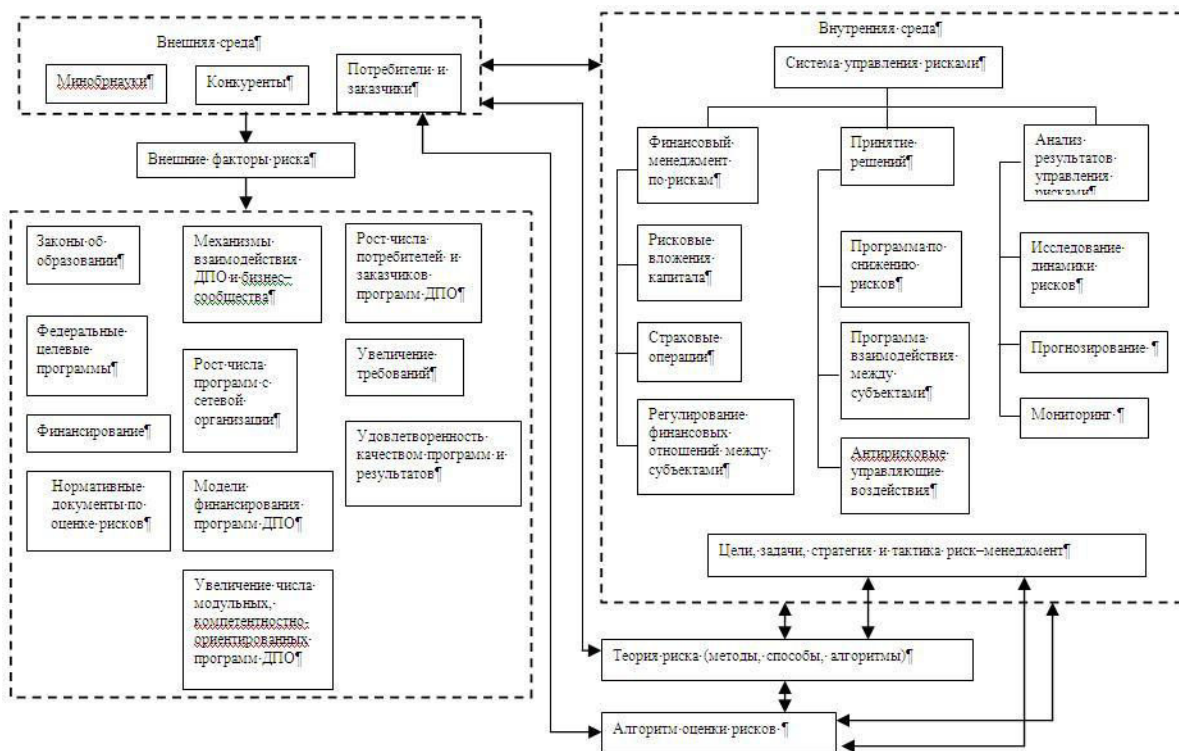 Внешняя среда¶
Минобрнауки¶
Конкуренты¶
Потребители и
заказчики¶
Внешние факторы риска¶
Законы об
образовании¶
Федеральные
целевые
программы¶
Финансирование¶
Нормативные
документы по
оценке рисков¶
Механизмы
взаимодействия
ДПО и бизнес–
сообщества¶
Рост числа
программ с
сетевой
организации¶
Модели
финансирования
программ ДПО¶
Увеличение числа
модульных,
компетентностно-
ориентированных
программ ДПО¶
Рост числа
потребителей и
заказчиков
программ ДПО¶
Увеличение
требований¶
Удовлетворенность
качеством программ и
результатов¶
Внутренняя среда¶
Система управления рисками¶
Финансовый
менеджмент
по рискам¶
Рисковые
вложения
капитала¶
Страховые
операции¶
Регулирование
финансовых
отношений между
субъектами¶
Принятие
решений¶
Программа по
снижению
рисков¶
Программа
взаимодействия
между
субъектами¶
Антирисковые
управляющие
воздействия¶
Анализ
результатов
управления
рисками¶
Исследование
динамики
рисков¶
Прогнозирование ¶
Мониторинг ¶
Цели, задачи, стратегия и тактика риск–менеджмент¶
Теория риска (методы, способы, алгоритмы)¶
Алгоритм оценки рисков ¶